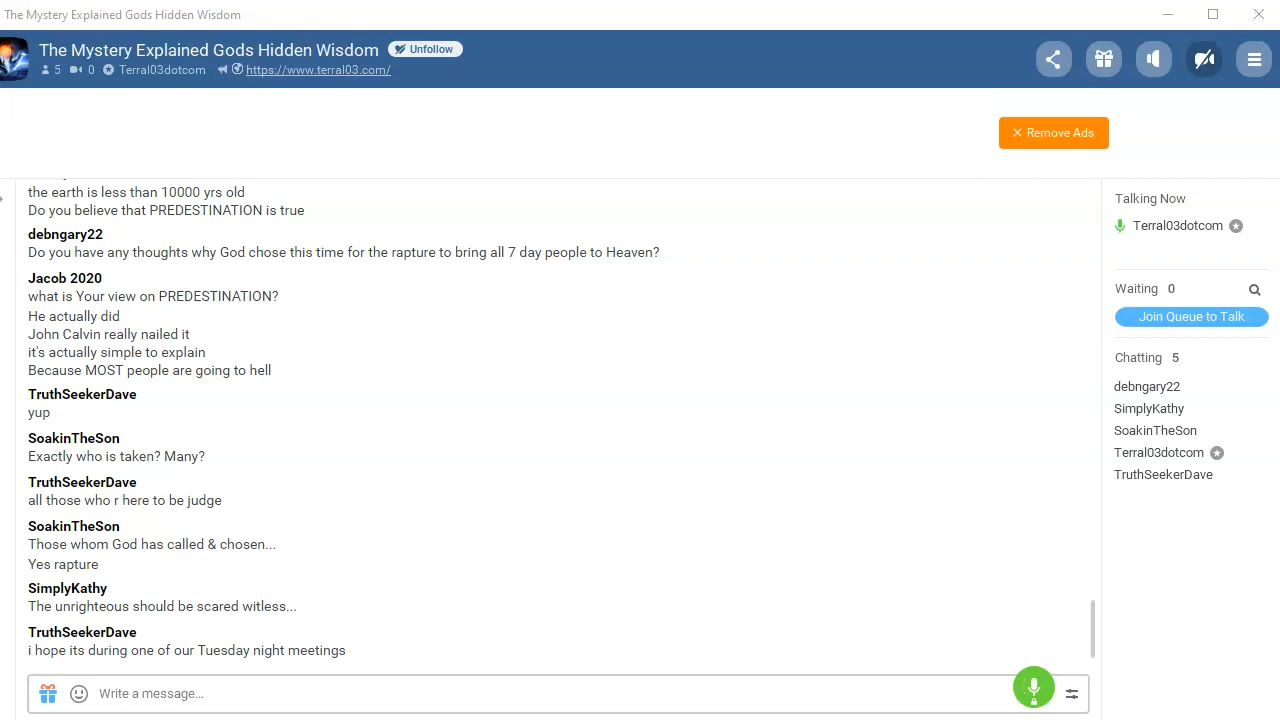 The Mystery Explained Gods Hidden Wisdom
The Mystery Explained Gods Hidden Wisdom Unfollow
5 0 Terral03dotcom https://www.terral03.com/
Remove Ads
the earth is less than 10000 yrs old
Do you believe that PREDESTINATION is true
debngary22
Do you have any thoughts why God chose this time for the rapture to bring all 7 day people to Heaven?
Jacob 2020
what is Your view on PREDESTINATION?
He actually did
John Calvin really nailed it
it's actually simple to explain
Because MOST people are going to hell
TruthSeekerDave
yup
SoakinTheSon
Exactly who is taken? Many?
TruthSeekerDave
all those who r here to be judge
SoakinTheSon
Those whom God has called & chosen...
Yes rapture
SimplyKathy
The unrighteous should be scared witless...
TruthSeekerDave
i hope its during one of our Tuesday night meetings
Write a message...
Talking Now
Terral03dotcom
Waiting 0
Join Queue to Talk
Chatting 5
debngary22
SimplyKathy
SoakinTheSon
Terral03dotcom
TruthSeekerDave